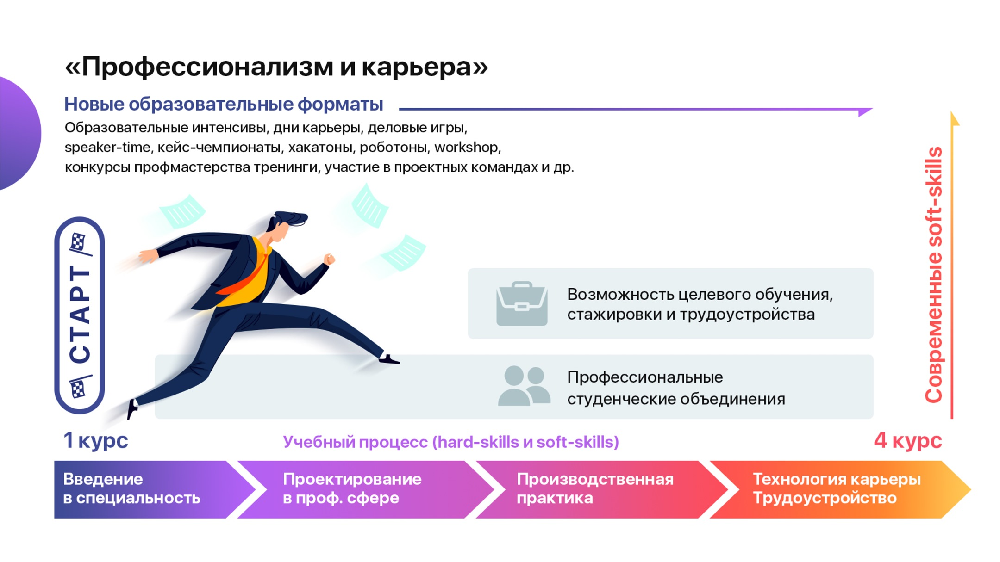 «Профессионализм и карьера»
Новые образовательные форматы
Образовательные интенсивы, дни карьеры, деловые игры,
speaker-time, кейс-чемпионаты, хакатоны, роботоны, workshop,
конкурсы профмастерства тренинги, участие в проектных командах и др.
СТАРТ
Возможность целевого обучения,
стажировки и трудоустройства
Профессиональные
студенческие объединения
Современные soft-skills
1 курс
Учебный процесс (hard-skills и soft-skills)
4 курс
Введение
в специальность
Проектирование
в проф. сфере
Производственная
практика
Технология карьеры
Трудоустройство